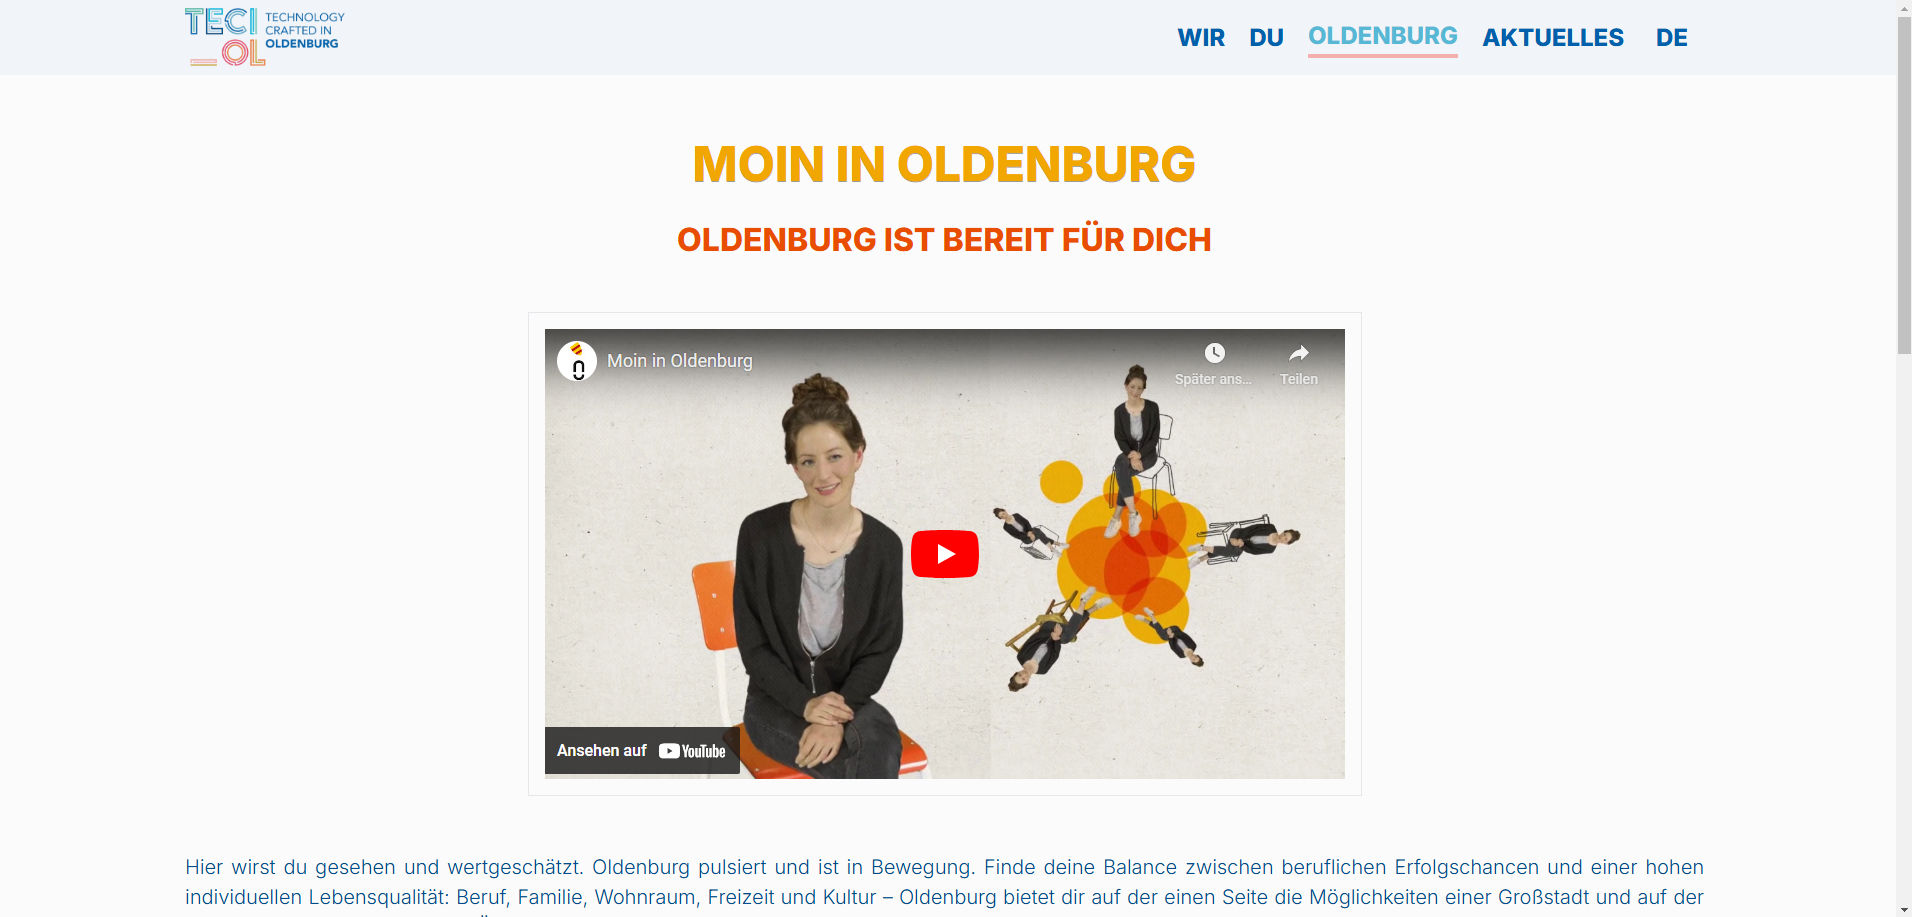 TECI
_OL
TECHNOLOGY
CRAFTED IN
OLDENBURG
WIR DU OLDENBURG AKTUELLES DE
MOIN IN OLDENBURG
OLDENBURG IST BEREIT FÜR DICH
Moin in Oldenburg
Später ans...
Teilen
Ansehen auf YouTube
Hier wirst du gesehen und wertgeschätzt. Oldenburg pulsiert und ist in Bewegung. Finde deine Balance zwischen beruflichen Erfolgschancen und einer hohen
individuellen Lebensqualität: Beruf, Familie, Wohnraum, Freizeit und Kultur – Oldenburg bietet dir auf der einen Seite die Möglichkeiten einer Großstadt und auf der